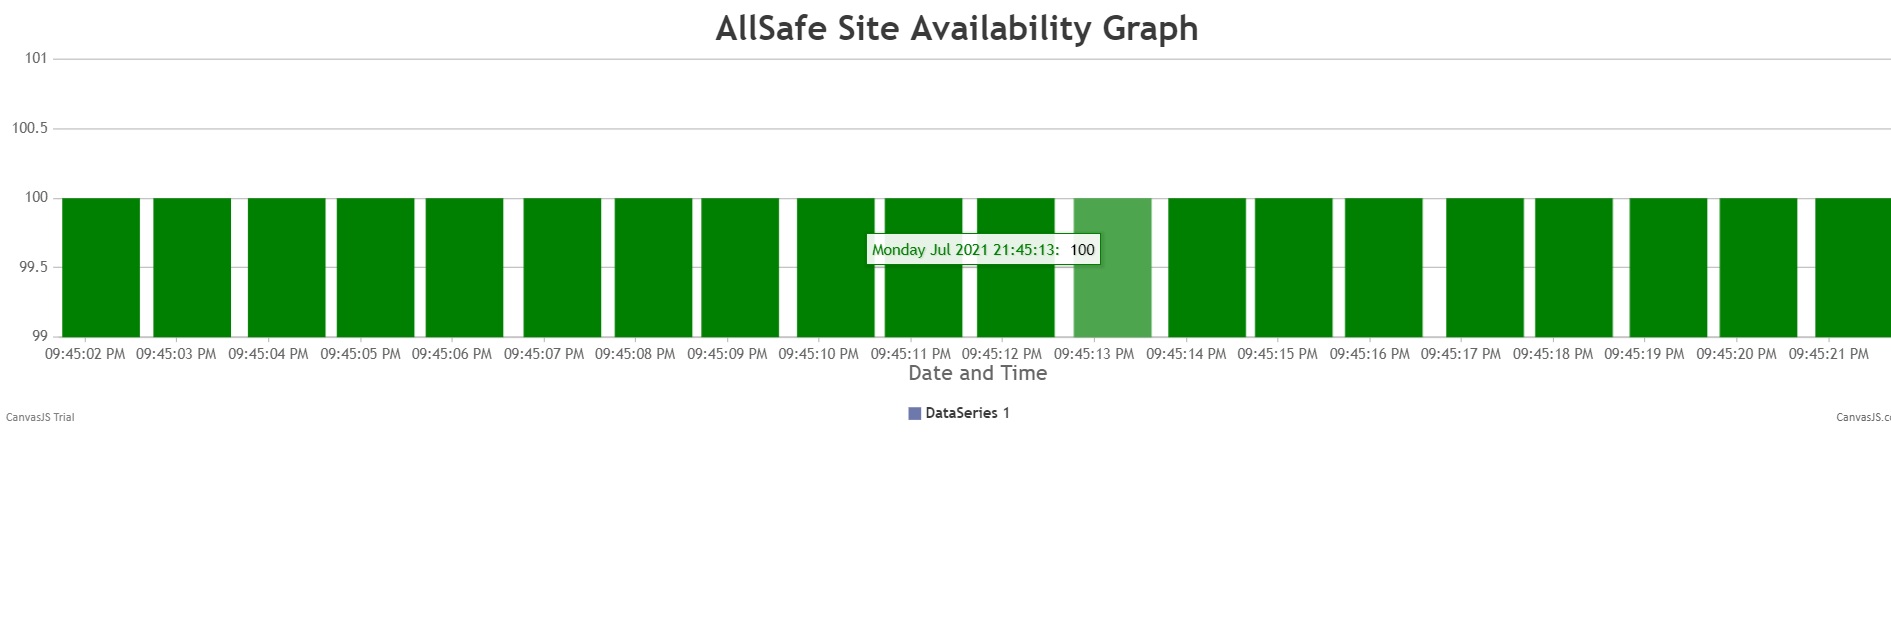 AllSafe Site Availability Graph
101
100.5
100
99.5
99
Monday Jul 2021 21:45:13: 100
09:45:02 PM 09:45:03 PM 09:45:04 PM 09:45:05 PM 09:45:06 PM 09:45:07 PM 09:45:08 PM 09:45:09 PM 09:45:10 PM 09:45:11 PM 09:45:12 PM 09:45:13 PM 09:45:14 PM 09:45:15 PM 09:45:16 PM 09:45:17 PM 09:45:18 PM 09:45:19 PM 09:45:20 PM 09:45:21 PM
Date and Time
DataSeries 1
CanvasJS Trial
CanvasJS.co